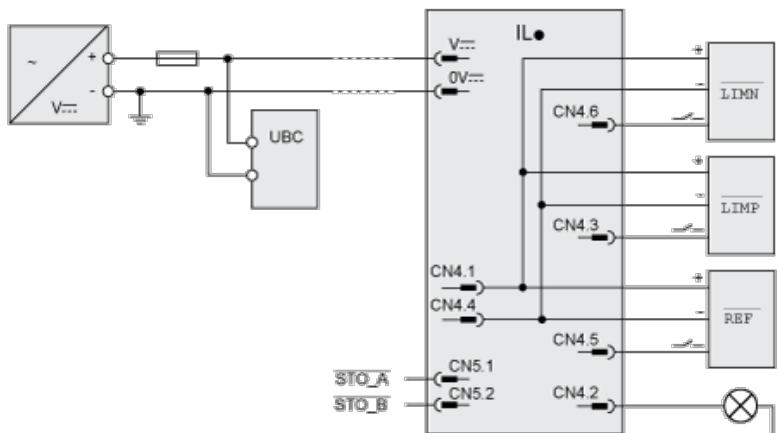 IL●
~
+
-
V⎓
V⎓
0V⎓
UBC
+
-
CN4.6
LIMN
+
-
CN4.3
LIMP
CN4.1
CN4.4
+
-
CN4.5
REF
STO_A
CN5.1
STO_B
CN5.2
CN4.2